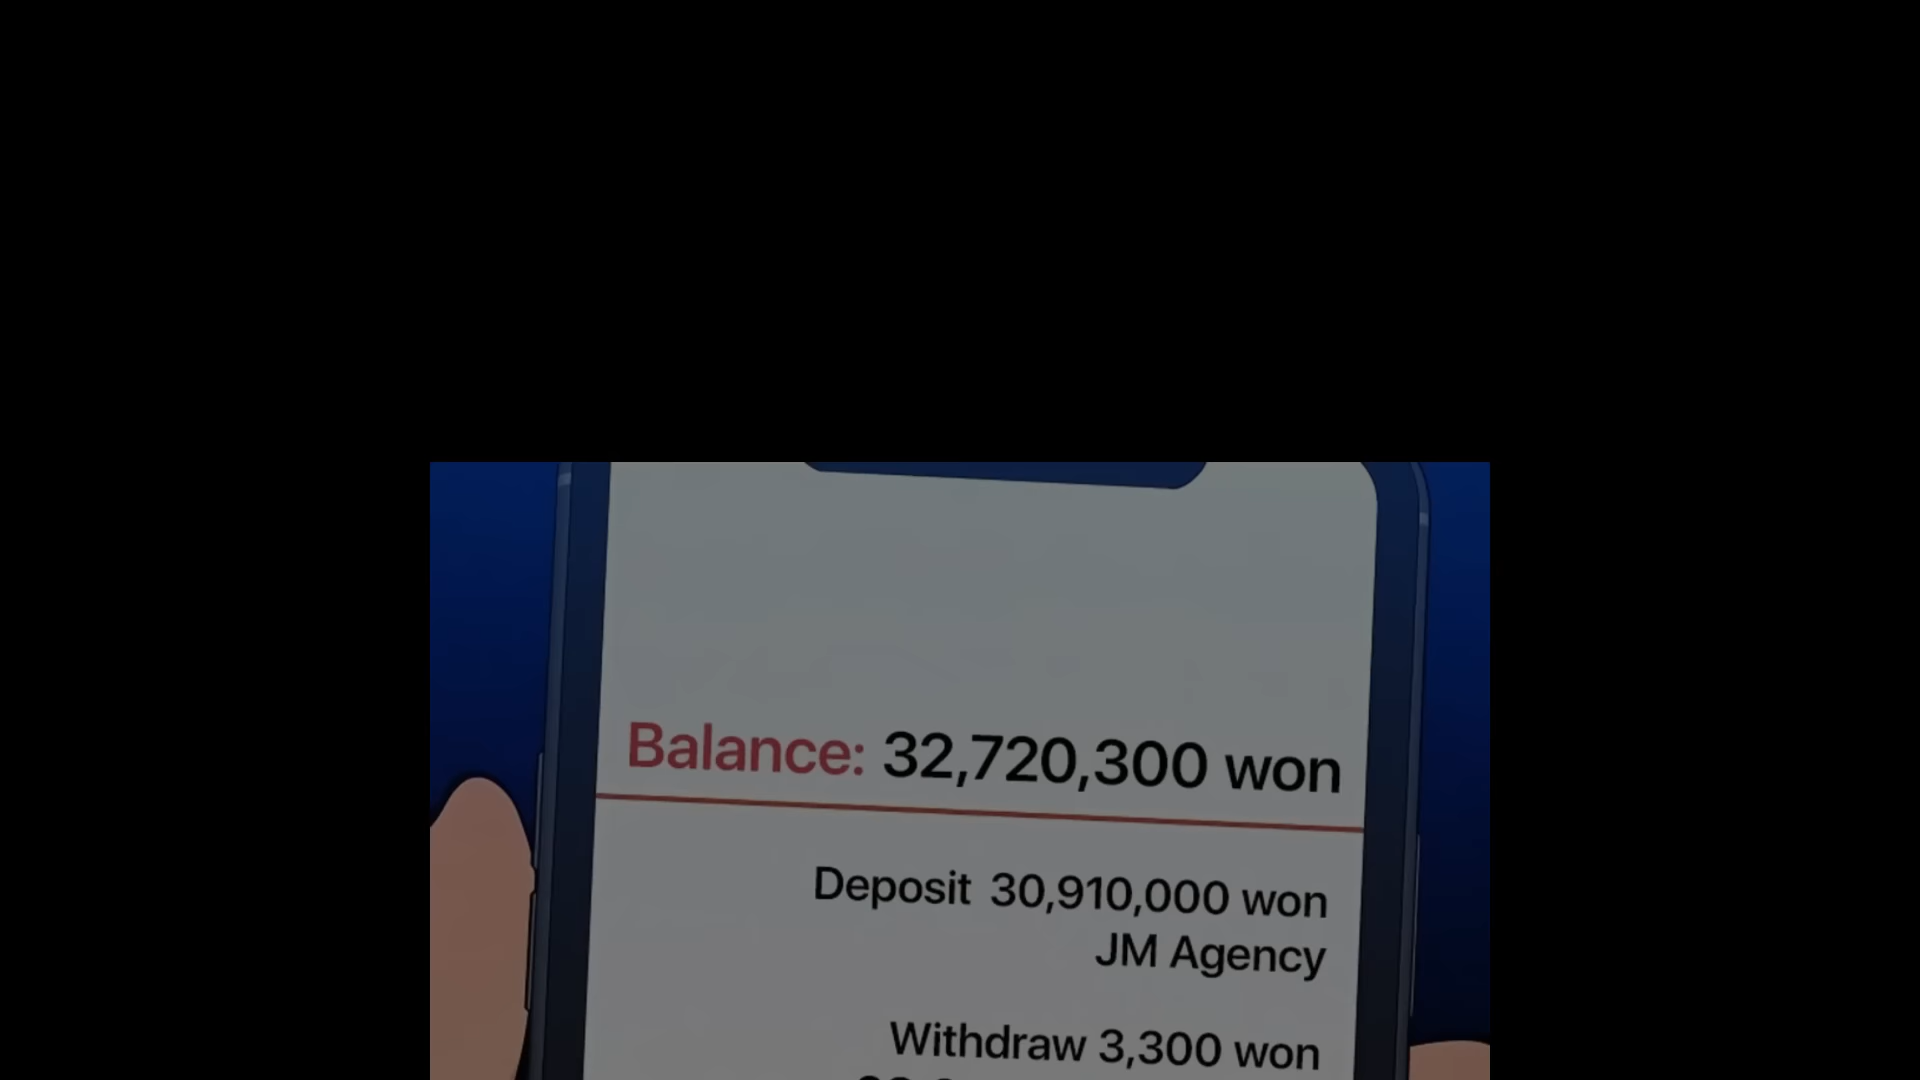 Balance: 32,720,300 won
Deposit 30,910,000 won
JM Agency
Withdraw 3,300 won